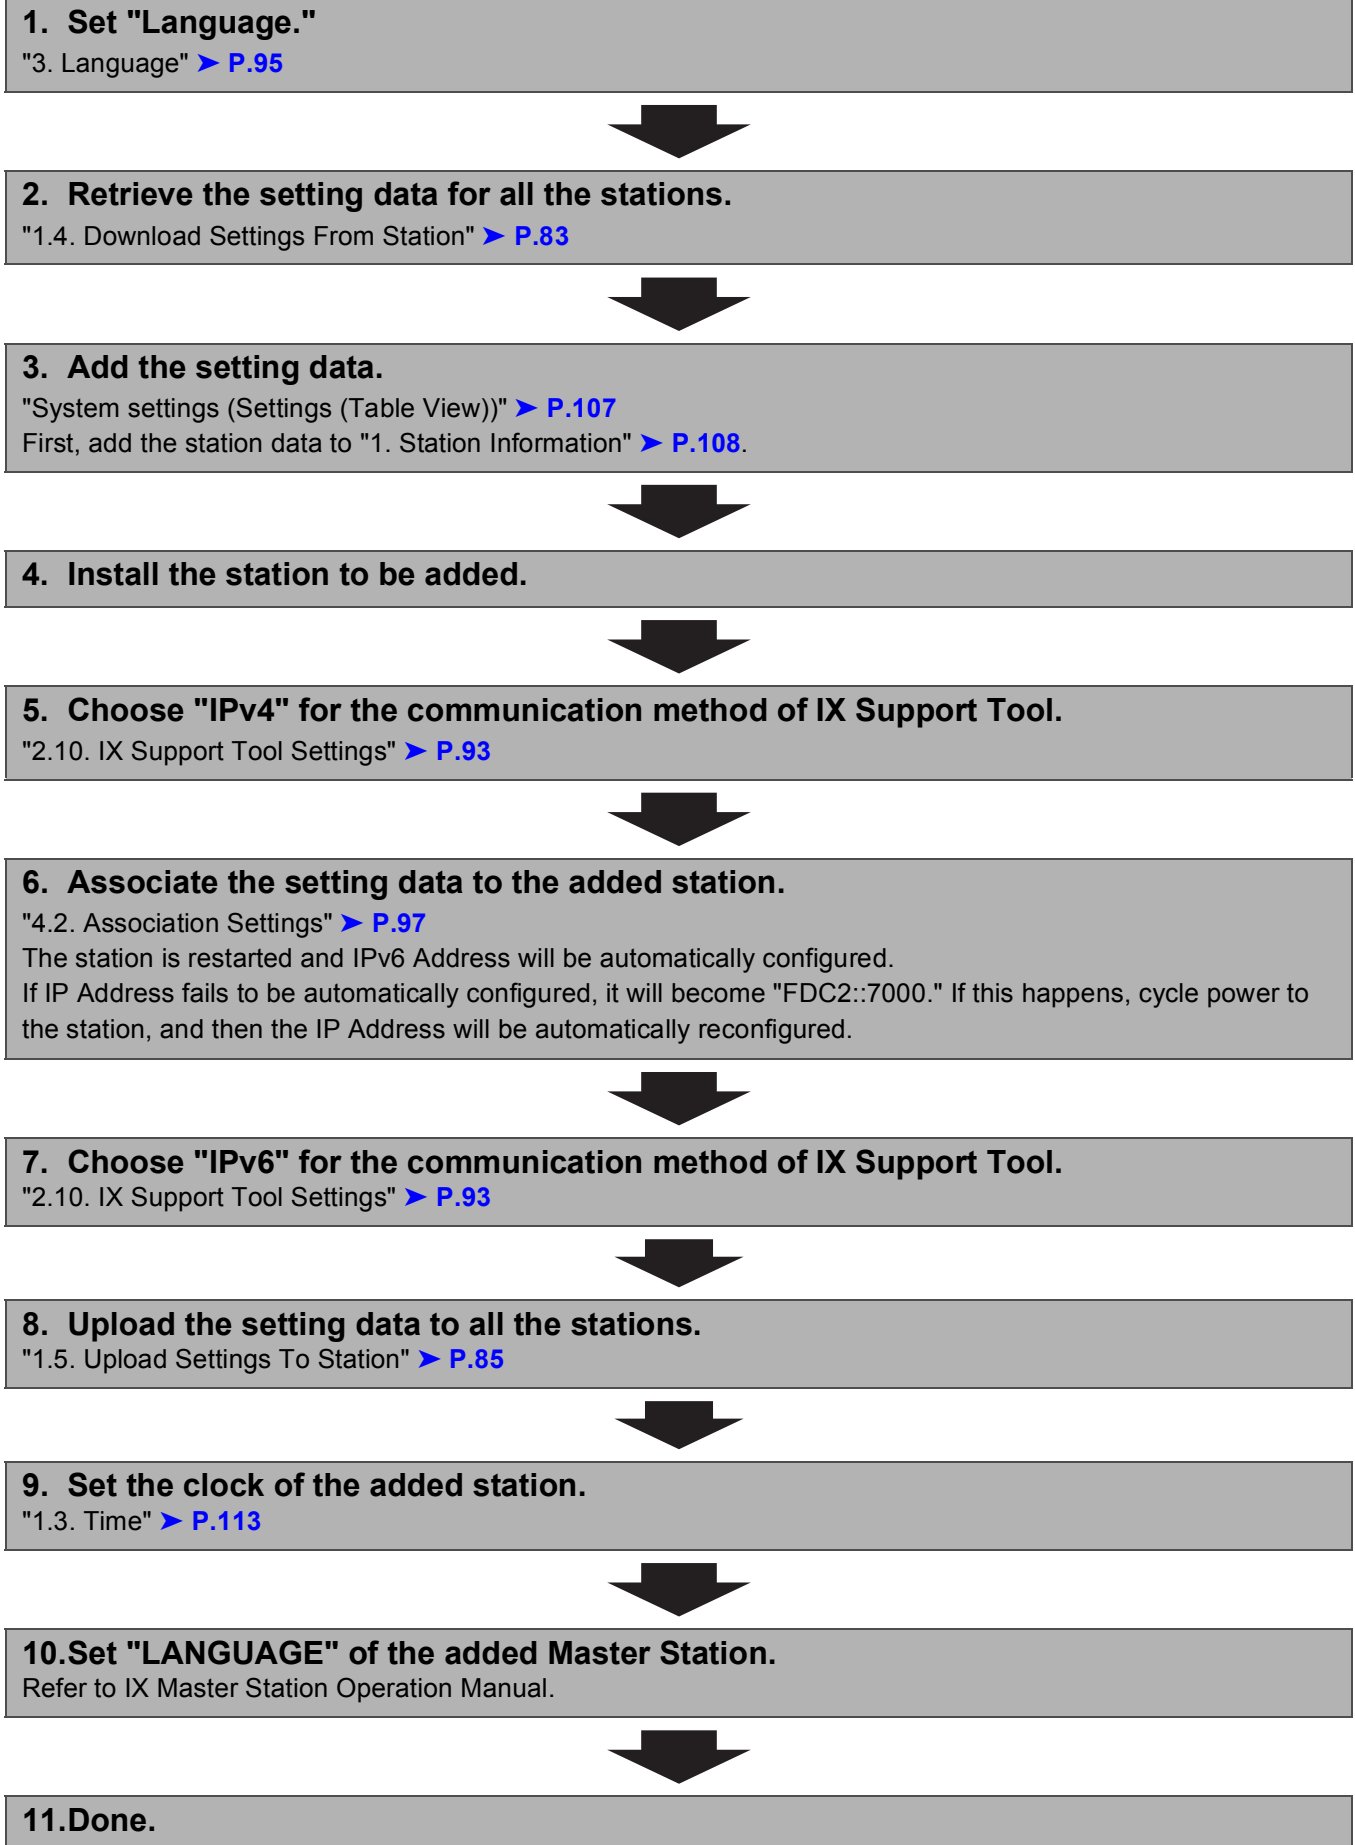 1. Set "Language."
"3. Language" ➤ P.95
2. Retrieve the setting data for all the stations.
"1.4. Download Settings From Station" ➤ P.83
3. Add the setting data.
"System settings (Settings (Table View))" ➤ P.107
First, add the station data to "1. Station Information" ➤ P.108.
4. Install the station to be added.
5. Choose "IPv4" for the communication method of IX Support Tool.
"2.10. IX Support Tool Settings" ➤ P.93
6. Associate the setting data to the added station.
"4.2. Association Settings" ➤ P.97
The station is restarted and IPv6 Address will be automatically configured.
If IP Address fails to be automatically configured, it will become "FDC2::7000." If this happens, cycle power to
the station, and then the IP Address will be automatically reconfigured.
7. Choose "IPv6" for the communication method of IX Support Tool.
"2.10. IX Support Tool Settings" ➤ P.93
8. Upload the setting data to all the stations.
"1.5. Upload Settings To Station" ➤ P.85
9. Set the clock of the added station.
"1.3. Time" ➤ P.113
10.Set "LANGUAGE" of the added Master Station.
Refer to IX Master Station Operation Manual.
11.Done.